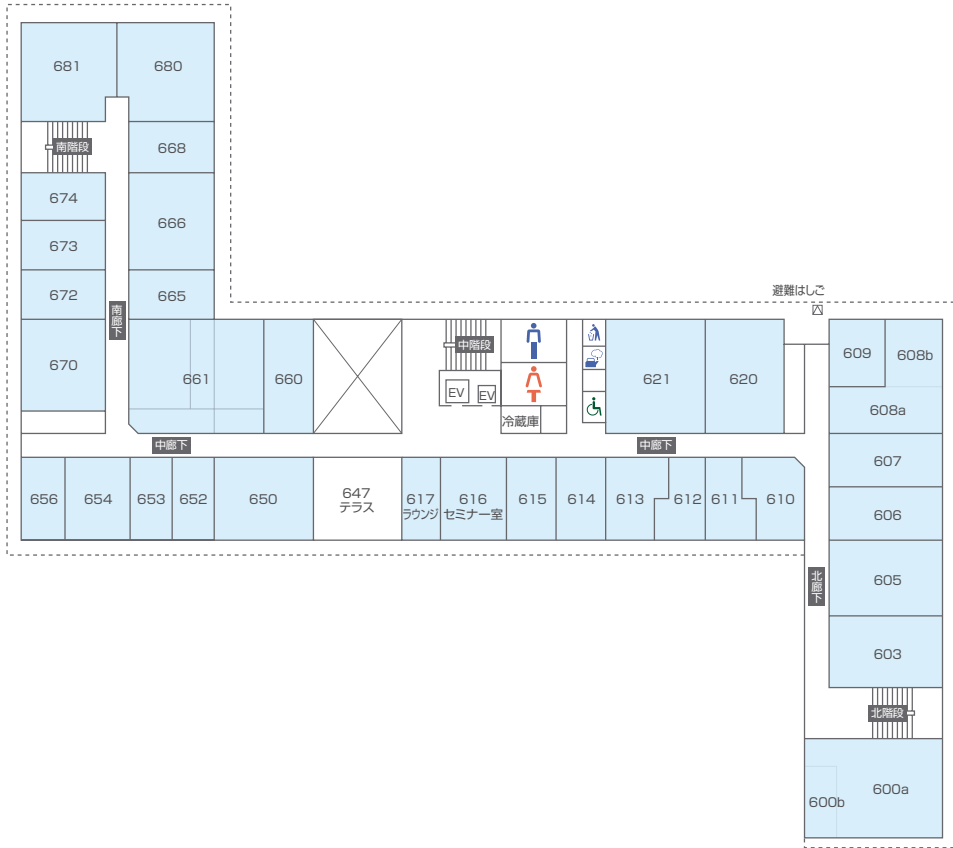 681
680
南階段
668
674
666
673
672
665
南廊下
670
661
660
避難はしご
中階段
EV
EV
冷蔵庫
621
620
609
608b
608a
中廊下
中廊下
607
656
654
653
652
650
647
テラス
617
ラウンジ
616
セミナー室
615
614
613
612
611
610
606
北廊下
605
603
北階段
600a
600b